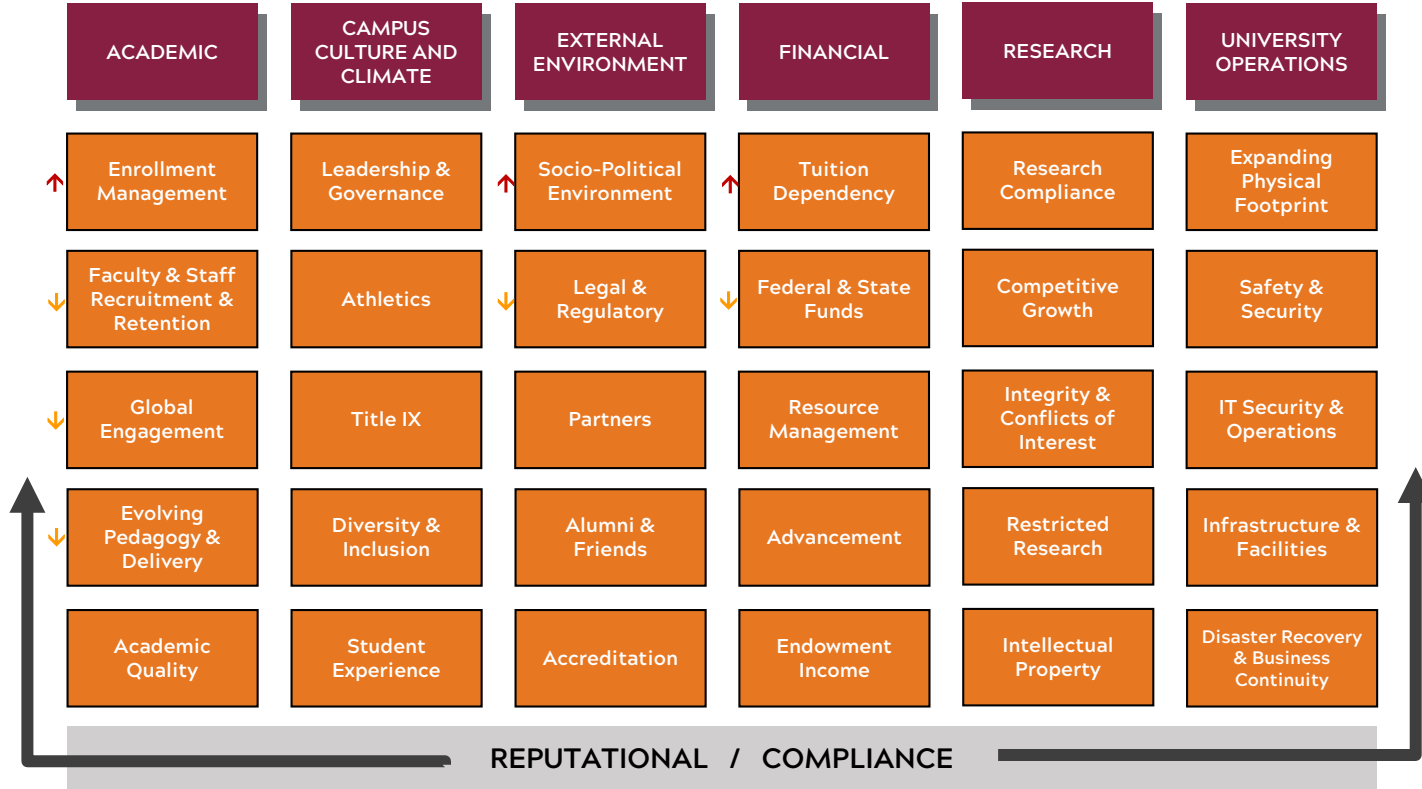 ACADEMIC
CAMPUS
CULTURE AND
CLIMATE
EXTERNAL
ENVIRONMENT
FINANCIAL
RESEARCH
UNIVERSITY
OPERATIONS
Enrollment
Management
Leadership &
Governance
Socio-Political
Environment
Tuition
Dependency
Research
Compliance
Expanding
Physical
Footprint
Faculty & Staff
Recruitment &
Retention
Athletics
Legal &
Regulatory
Federal & State
Funds
Competitive
Growth
Safety &
Security
Global
Engagement
Title IX
Partners
Resource
Management
Integrity &
Conflicts of
Interest
IT Security &
Operations
Evolving
Pedagogy &
Delivery
Diversity &
Inclusion
Alumni &
Friends
Advancement
Restricted
Research
Infrastructure &
Facilities
Academic
Quality
Student
Experience
Accreditation
Endowment
Income
Intellectual
Property
Disaster Recovery
& Business
Continuity
REPUTATIONAL / COMPLIANCE